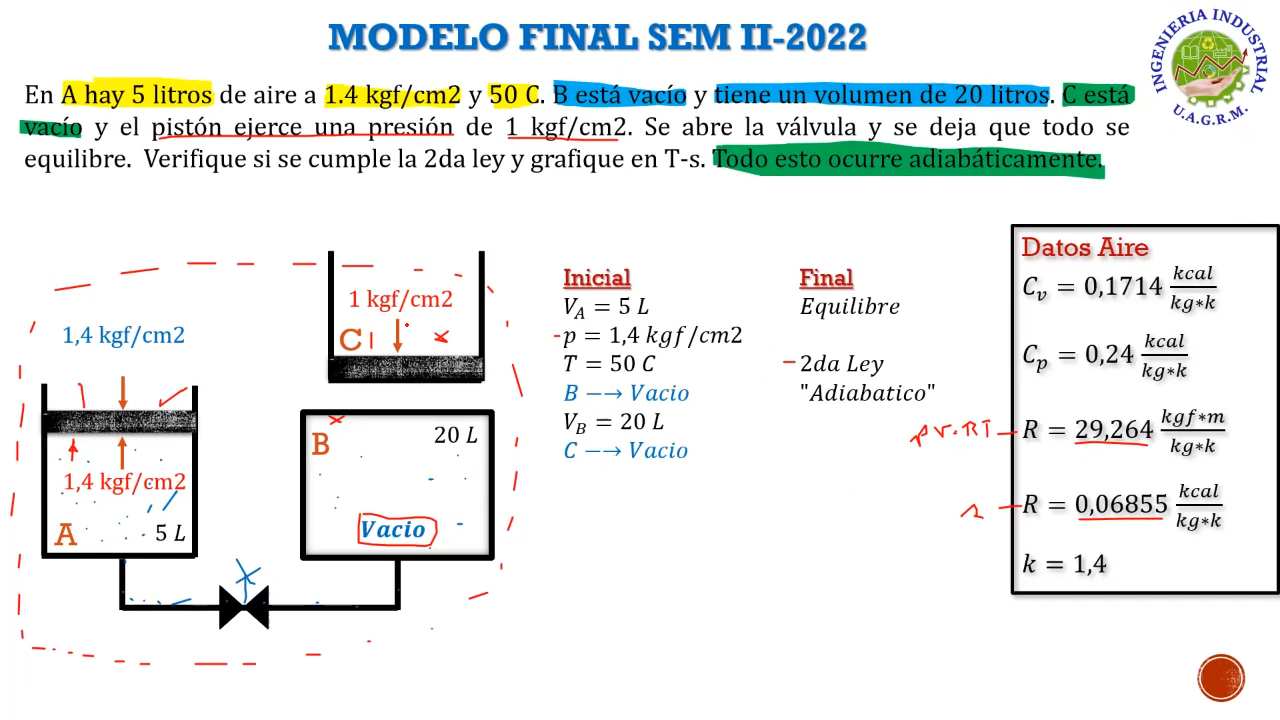 MODELO FINAL SEM II-2022
INGENIERIA INDUSTRIAL
U.A.G.R.M.
En A hay 5 litros de aire a 1.4 kgf/cm2 y 50 C. B está vacío y tiene un volumen de 20 litros. C está
vacío y el pistón ejerce una presión de 1 kgf/cm2. Se abre la válvula y se deja que todo se
equilibre. Verifique si se cumple la 2da ley y grafique en T-s. Todo esto ocurre adiabáticamente.
1,4 kgf/cm2
1,4 kgf/cm2
A
5 L
1 kgf/cm2
C
B
20 L
Vacio
Inicial
V_A = 5 L
p = 1,4 kgf/cm2
T = 50 C
B −→ Vacio
V_B = 20 L
C −→ Vacio
Final
Equilibre
2da Ley
"Adiabatico"
pv=RT
Datos Aire
C_v = 0,1714 kcal/kg∗k
C_p = 0,24 kcal/kg∗k
R = 29,264 kgf∗m/kg∗k
R = 0,06855 kcal/kg∗k
k = 1,4